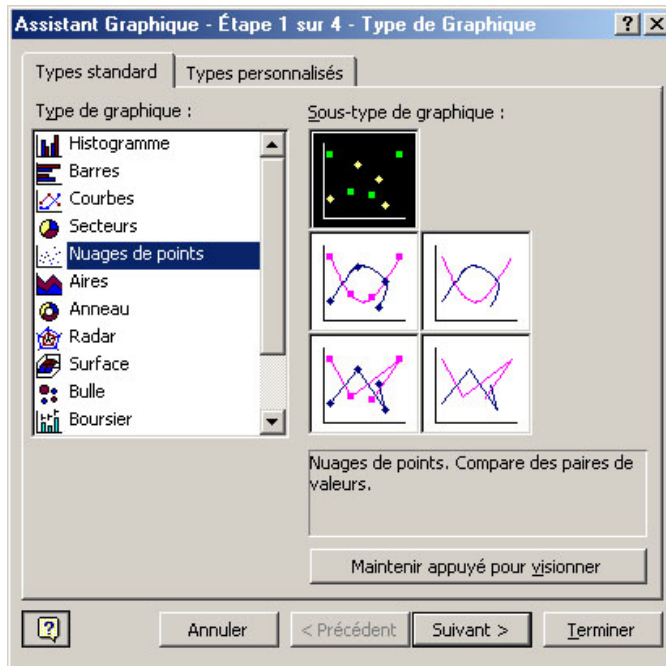 Assistant Graphique - Étape 1 sur 4 - Type de Graphique
Types standard
Types personnalisés
Type de graphique :
Histogramme
Barres
Courbes
Secteurs
Nuages de points
Aires
Anneau
Radar
Surface
Bulle
Boursier
Sous-type de graphique :
Nuages de points. Compare des paires de
valeurs.
Maintenir appuyé pour visionner
Annuler
< Précédent
Suivant >
Terminer